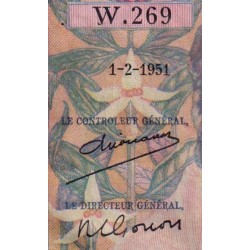 W.269
1-2-1951
LE CONTROLEUR GÉNÉRAL,
LE DIRECTEUR GÉNÉRAL,